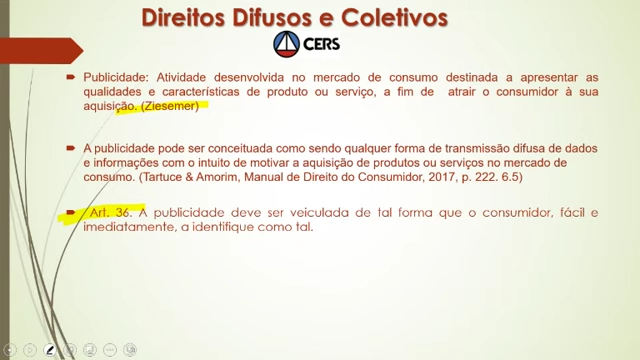 Direitos Difusos e Coletivos
CERS
Publicidade: Atividade desenvolvida no mercado de consumo destinada a apresentar as
qualidades e características de produto ou serviço, a fim de atrair o consumidor à sua
aquisição. (Ziesemer)
A publicidade pode ser conceituada como sendo qualquer forma de transmissão difusa de dados
e informações com o intuito de motivar a aquisição de produtos ou serviços no mercado de
consumo. (Tartuce & Amorim, Manual de Direito do Consumidor, 2017, p. 222. 6.5)
Art. 36. A publicidade deve ser veiculada de tal forma que o consumidor, fácil e
imediatamente, a identifique como tal.